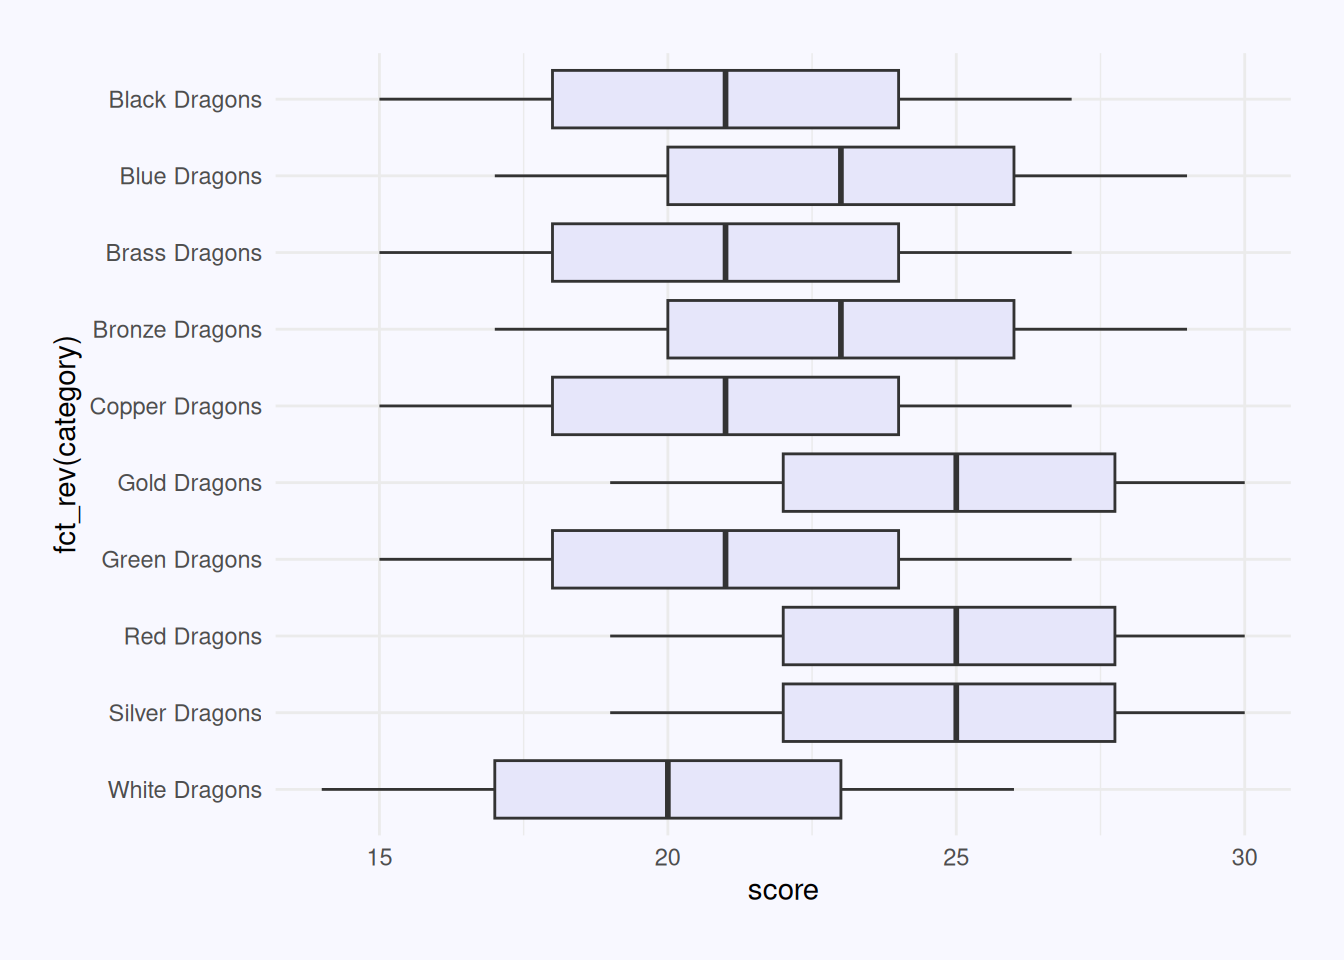 Black Dragons
Blue Dragons
Brass Dragons
Bronze Dragons
Copper Dragons
Gold Dragons
Green Dragons
Red Dragons
Silver Dragons
White Dragons
fct_rev(category)
15 20 25 30
score